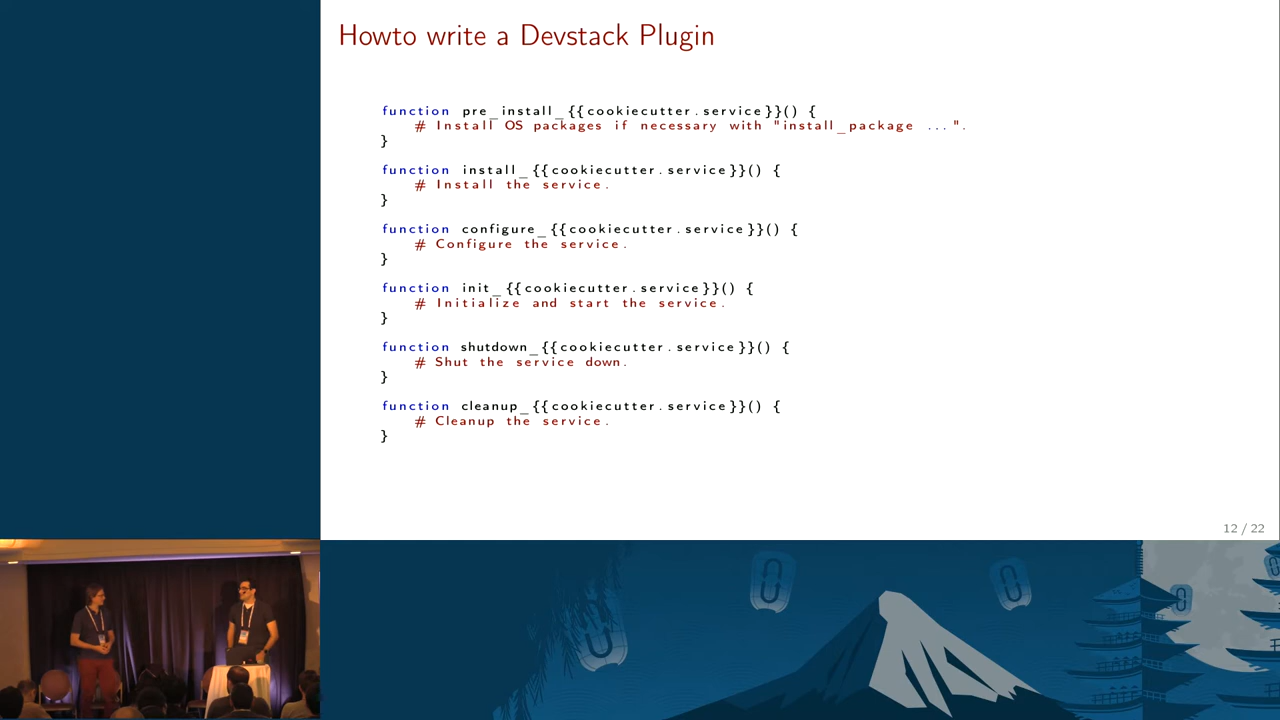 Howto write a Devstack Plugin
function pre_install_{{cookiecutter.service}}() {
# Install OS packages if necessary with "install_package ...".
}
function install_{{cookiecutter.service}}() {
# Install the service.
}
function configure_{{cookiecutter.service}}() {
# Configure the service.
}
function init_{{cookiecutter.service}}() {
# Initialize and start the service.
}
function shutdown_{{cookiecutter.service}}() {
# Shut the service down.
}
function cleanup_{{cookiecutter.service}}() {
# Cleanup the service.
}
12 / 22